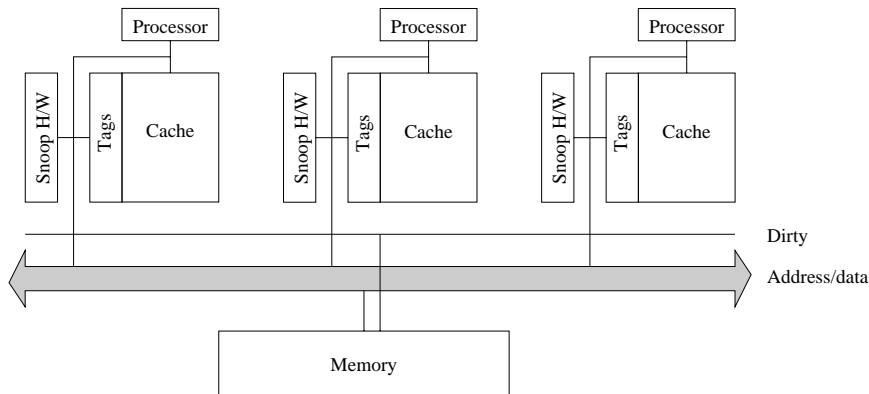 Processor
Processor
Processor
Snoop H/W
Tags
Cache
Snoop H/W
Tags
Cache
Snoop H/W
Tags
Cache
Dirty
Address/data
Memory